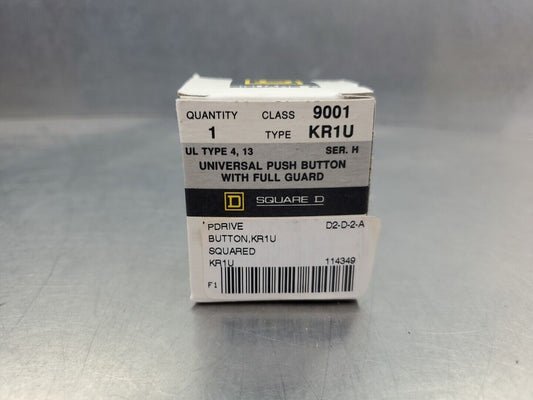 QUANTITY CLASS 9001
1 TYPE KR1U
UL TYPE 4, 13 SER. H
UNIVERSAL PUSH BUTTON
WITH FULL GUARD
D SQUARE D
PDRIVE D2-D-2-A
BUTTON,KR1U
SQUARED
KR1U 114349
F1